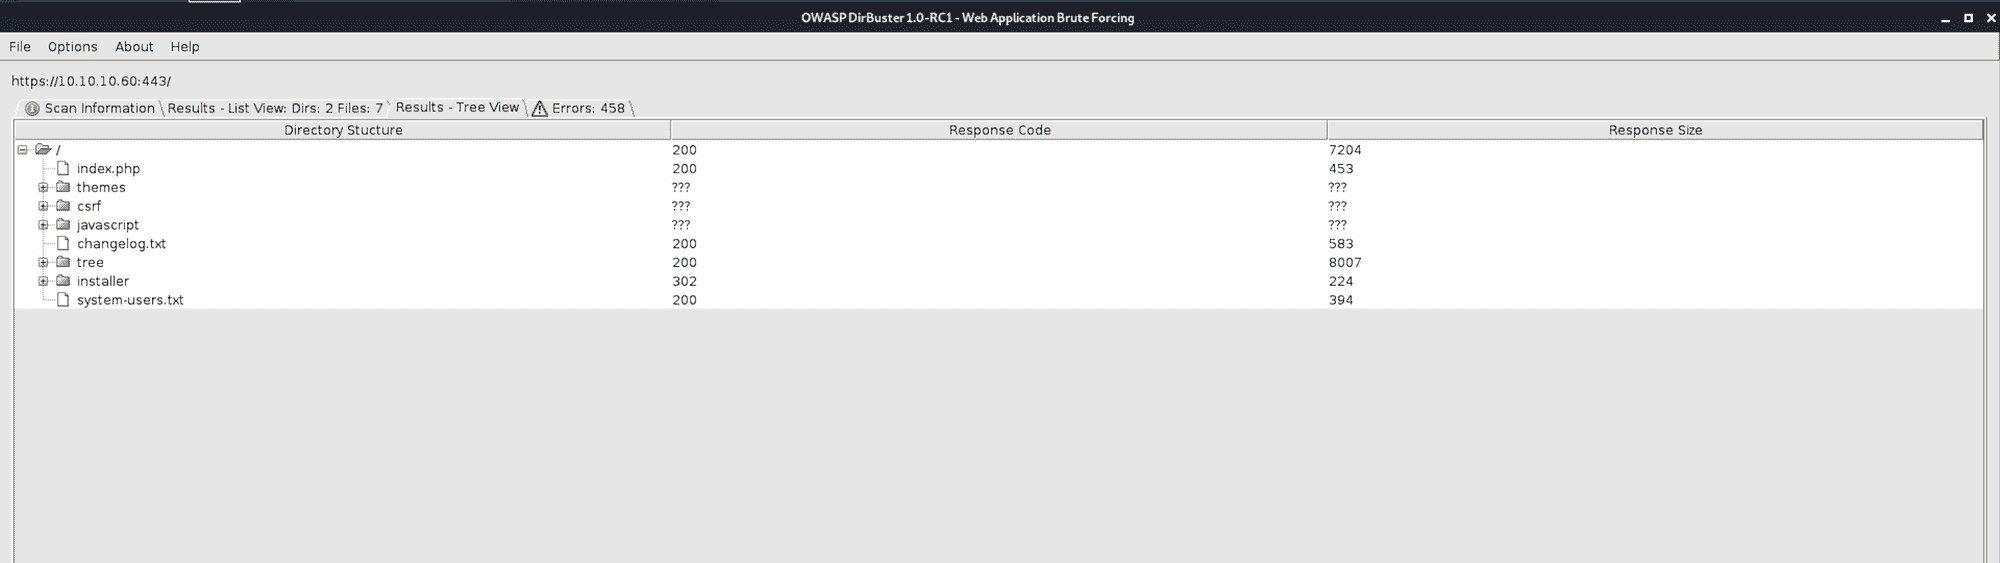 OWASP DirBuster 1.0-RC1 - Web Application Brute Forcing
File Options About Help
https://10.10.10.60:443/
Scan Information Results - List View: Dirs: 2 Files: 7 Results - Tree View Errors: 458
Directory Stucture Response Code Response Size
/ 200 7204
index.php 200 453
themes ??? ???
csrf ??? ???
javascript ??? ???
changelog.txt 200 583
tree 200 8007
installer 302 224
system-users.txt 200 394